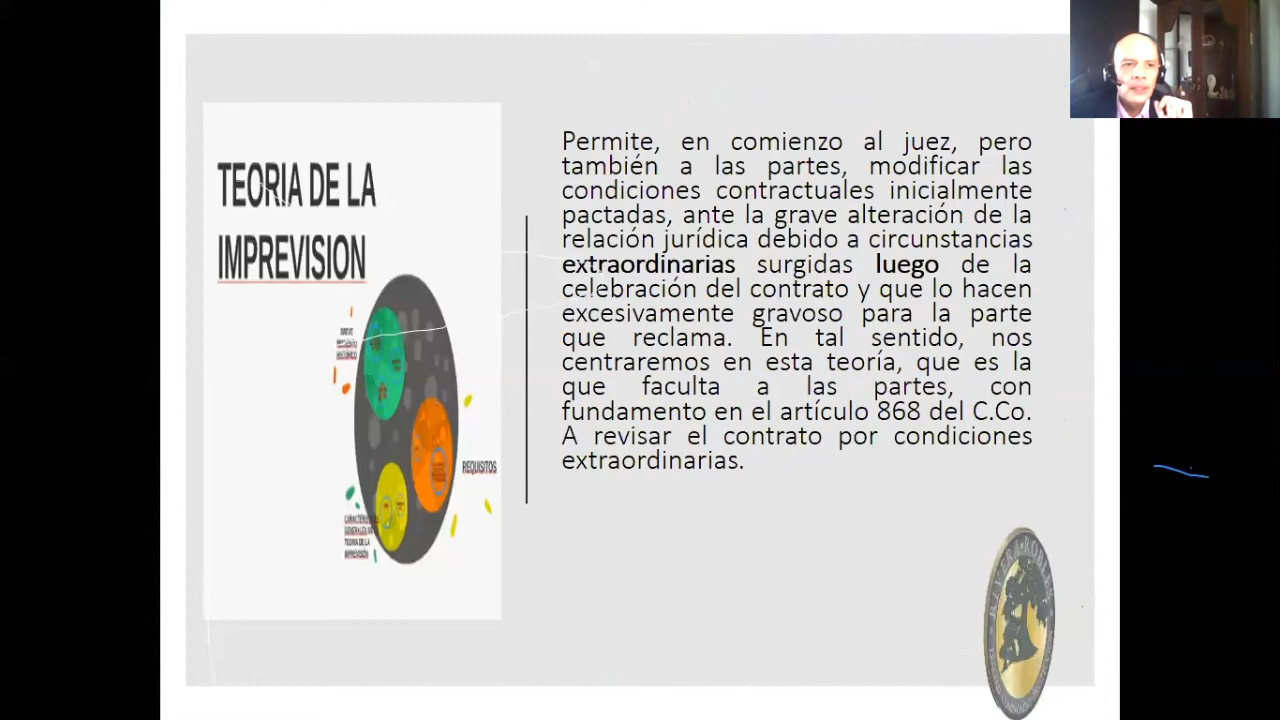 TEORIA DE LA
IMPREVISION
REQUISITOS
Permite, en comienzo al juez, pero
también a las partes, modificar las
condiciones contractuales inicialmente
pactadas, ante la grave alteración de la
relación jurídica debido a circunstancias
extraordinarias surgidas luego de la
celebración del contrato y que lo hacen
excesivamente gravoso para la parte
que reclama. En tal sentido, nos
centraremos en esta teoría, que es la
que faculta a las partes, con
fundamento en el artículo 868 del C.Co.
A revisar el contrato por condiciones
extraordinarias.